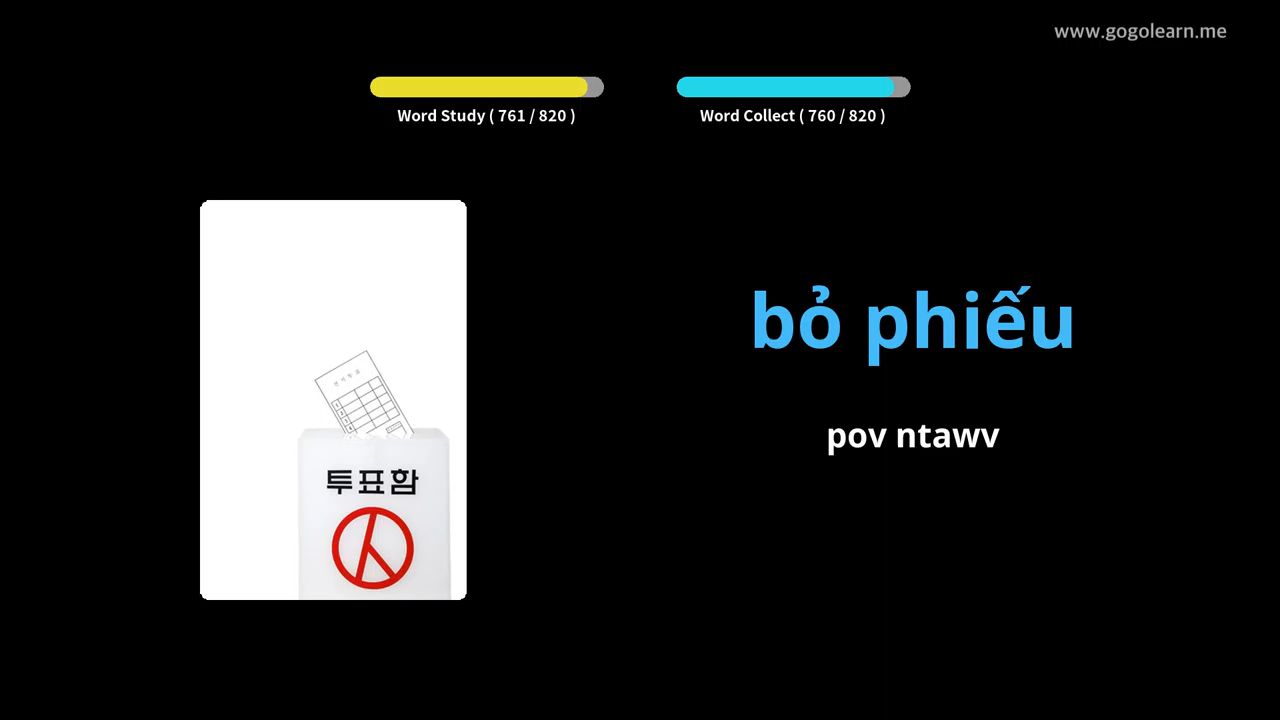 www.gogolearn.me
Word Study ( 761 / 820 )
Word Collect ( 760 / 820 )
bỏ phiếu
pov ntawv
투표함